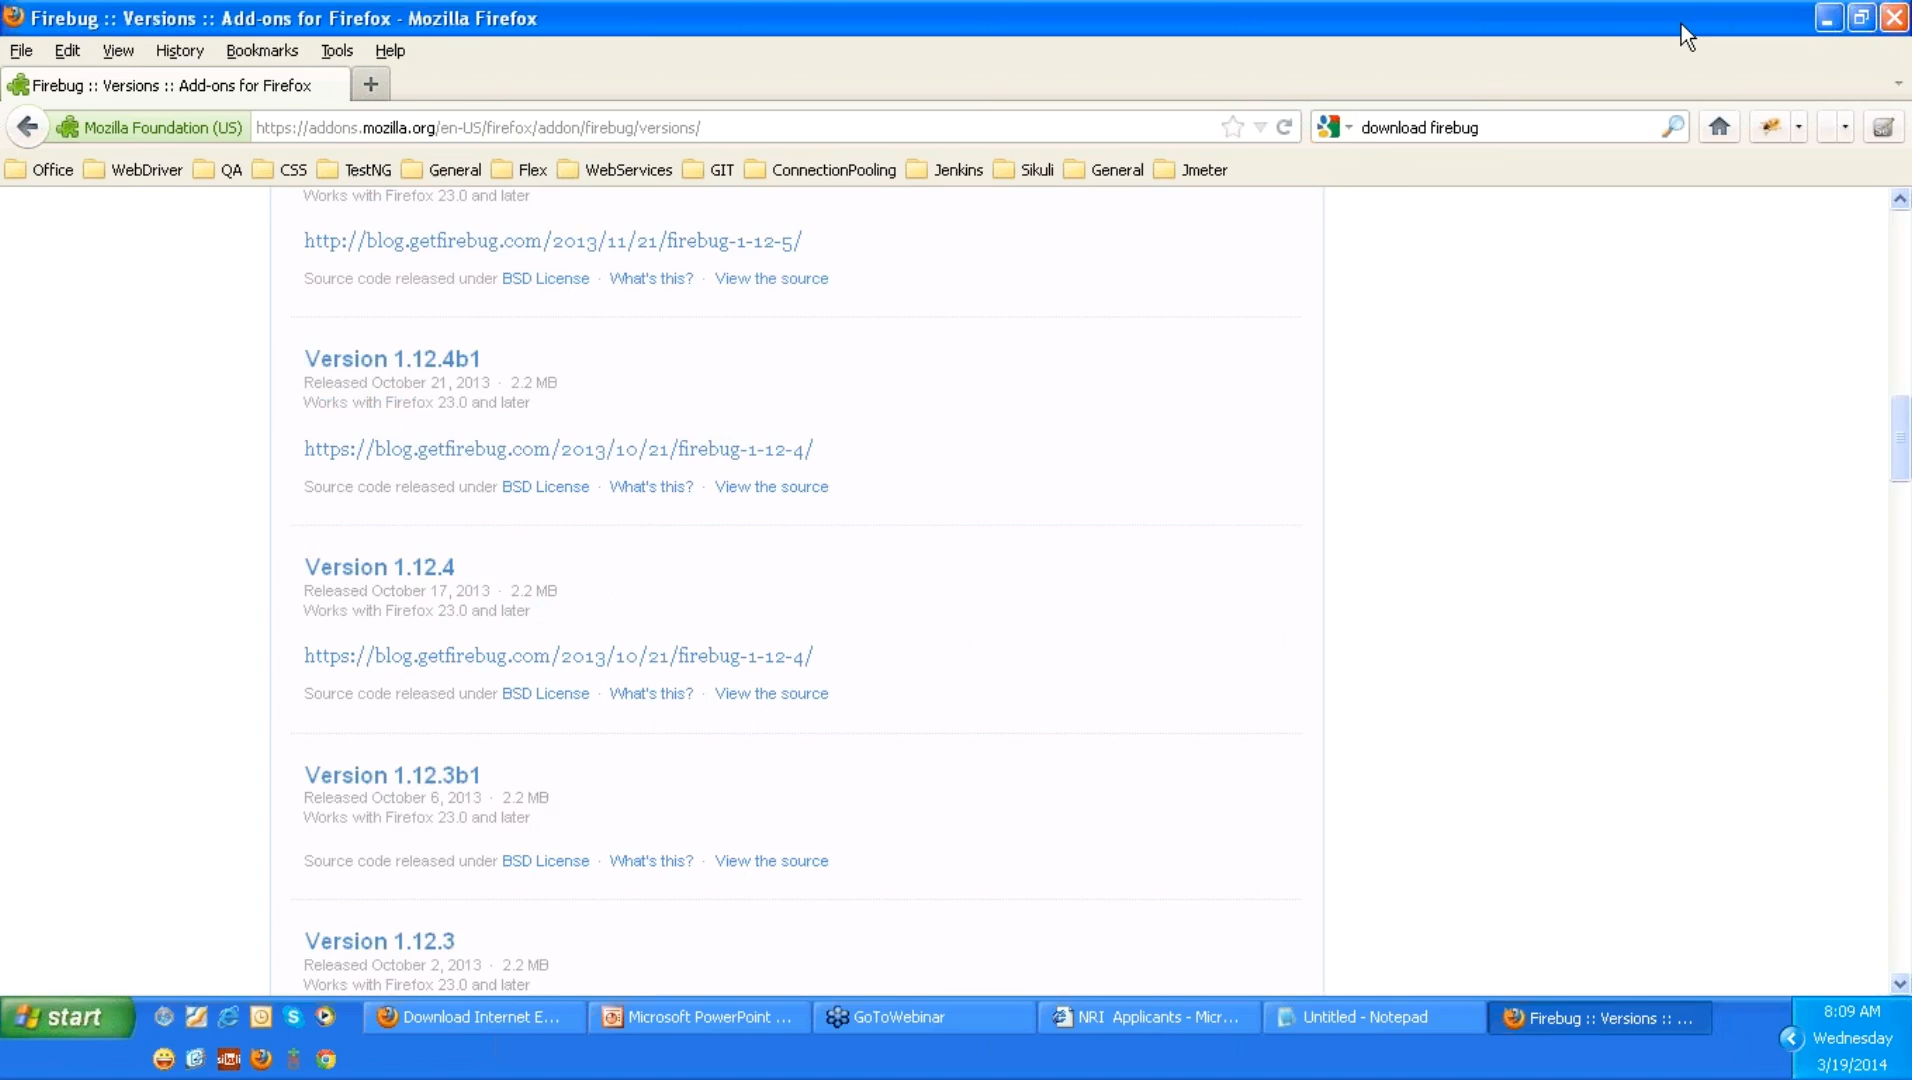 Firebug :: Versions :: Add-ons for Firefox - Mozilla Firefox
File Edit View History Bookmarks Tools Help
Firebug :: Versions :: Add-ons for Firefox
Mozilla Foundation (US) https://addons.mozilla.org/en-US/firefox/addon/firebug/versions/ download firebug
Office WebDriver QA CSS TestNG General Flex WebServices GIT ConnectionPooling Jenkins Sikuli General Jmeter
Works with Firefox 23.0 and later
http://blog.getfirebug.com/2013/11/21/firebug-1-12-5/
Source code released under BSD License · What's this? · View the source
Version 1.12.4b1
Released October 21, 2013 · 2.2 MB
Works with Firefox 23.0 and later
https://blog.getfirebug.com/2013/10/21/firebug-1-12-4/
Source code released under BSD License · What's this? · View the source
Version 1.12.4
Released October 17, 2013 · 2.2 MB
Works with Firefox 23.0 and later
https://blog.getfirebug.com/2013/10/21/firebug-1-12-4/
Source code released under BSD License · What's this? · View the source
Version 1.12.3b1
Released October 6, 2013 · 2.2 MB
Works with Firefox 23.0 and later
Source code released under BSD License · What's this? · View the source
Version 1.12.3
Released October 2, 2013 · 2.2 MB
Works with Firefox 23.0 and later
start Download Internet E... Microsoft PowerPoint ... GoToWebinar NRI Applicants - Micr... Untitled - Notepad Firebug :: Versions :: ... 8:09 AM
Wednesday
3/19/2014